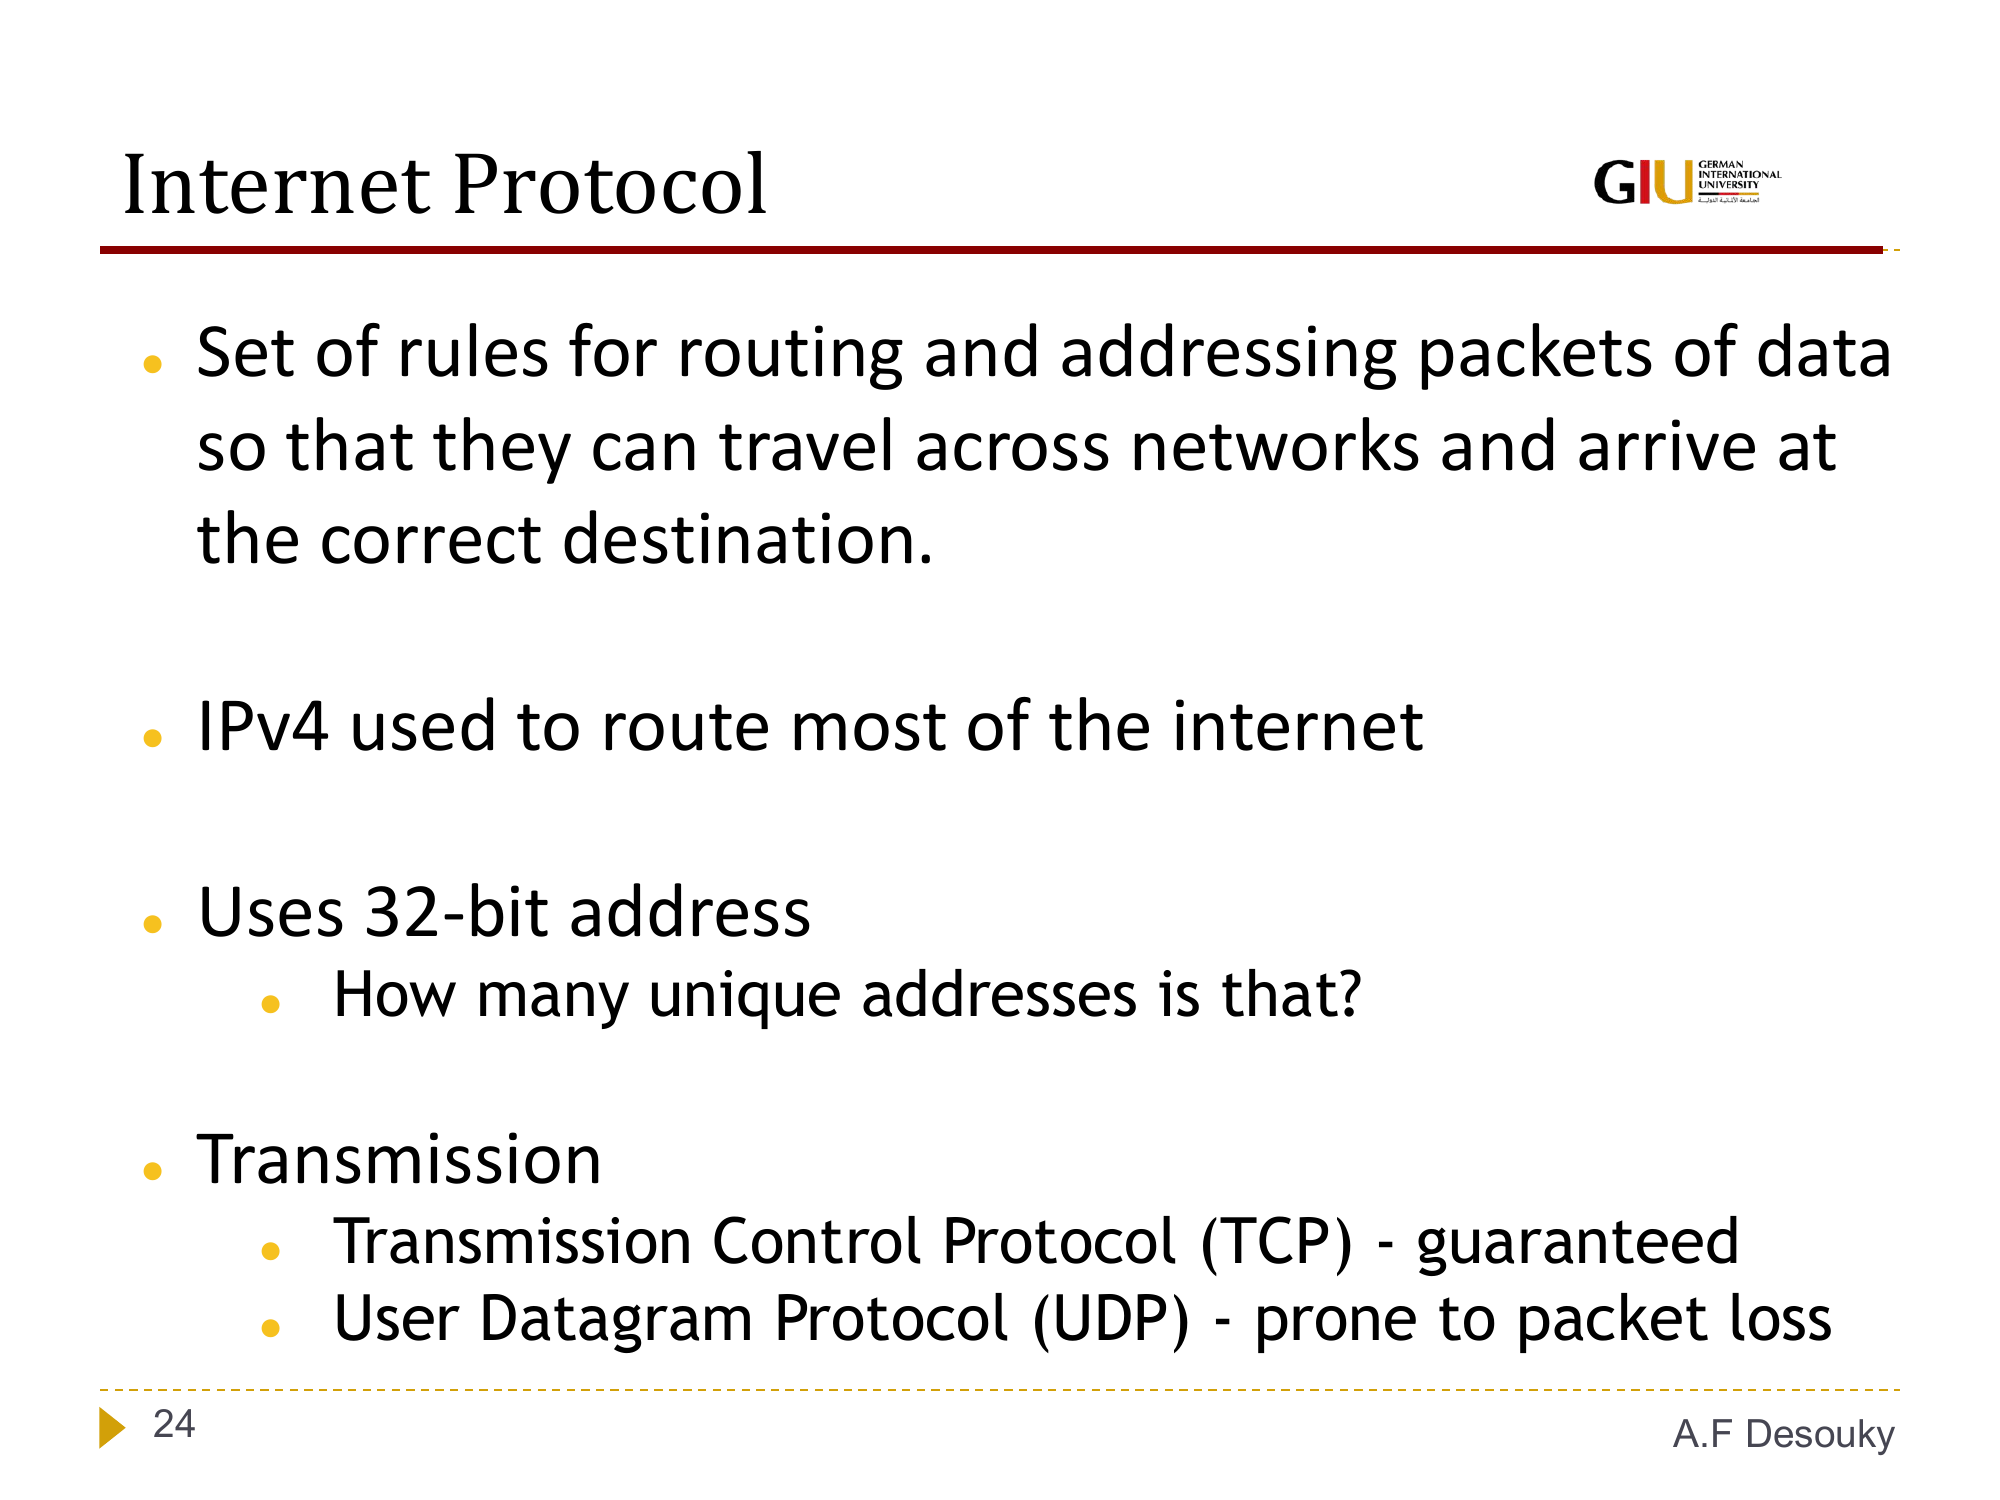 Internet Protocol
GIU
GERMAN
INTERNATIONAL
UNIVERSITY
الجامعة الألمانية الدولية
Set of rules for routing and addressing packets of data
so that they can travel across networks and arrive at
the correct destination.
IPv4 used to route most of the internet
Uses 32-bit address
How many unique addresses is that?
Transmission
Transmission Control Protocol (TCP) - guaranteed
User Datagram Protocol (UDP) - prone to packet loss
24
A.F Desouky